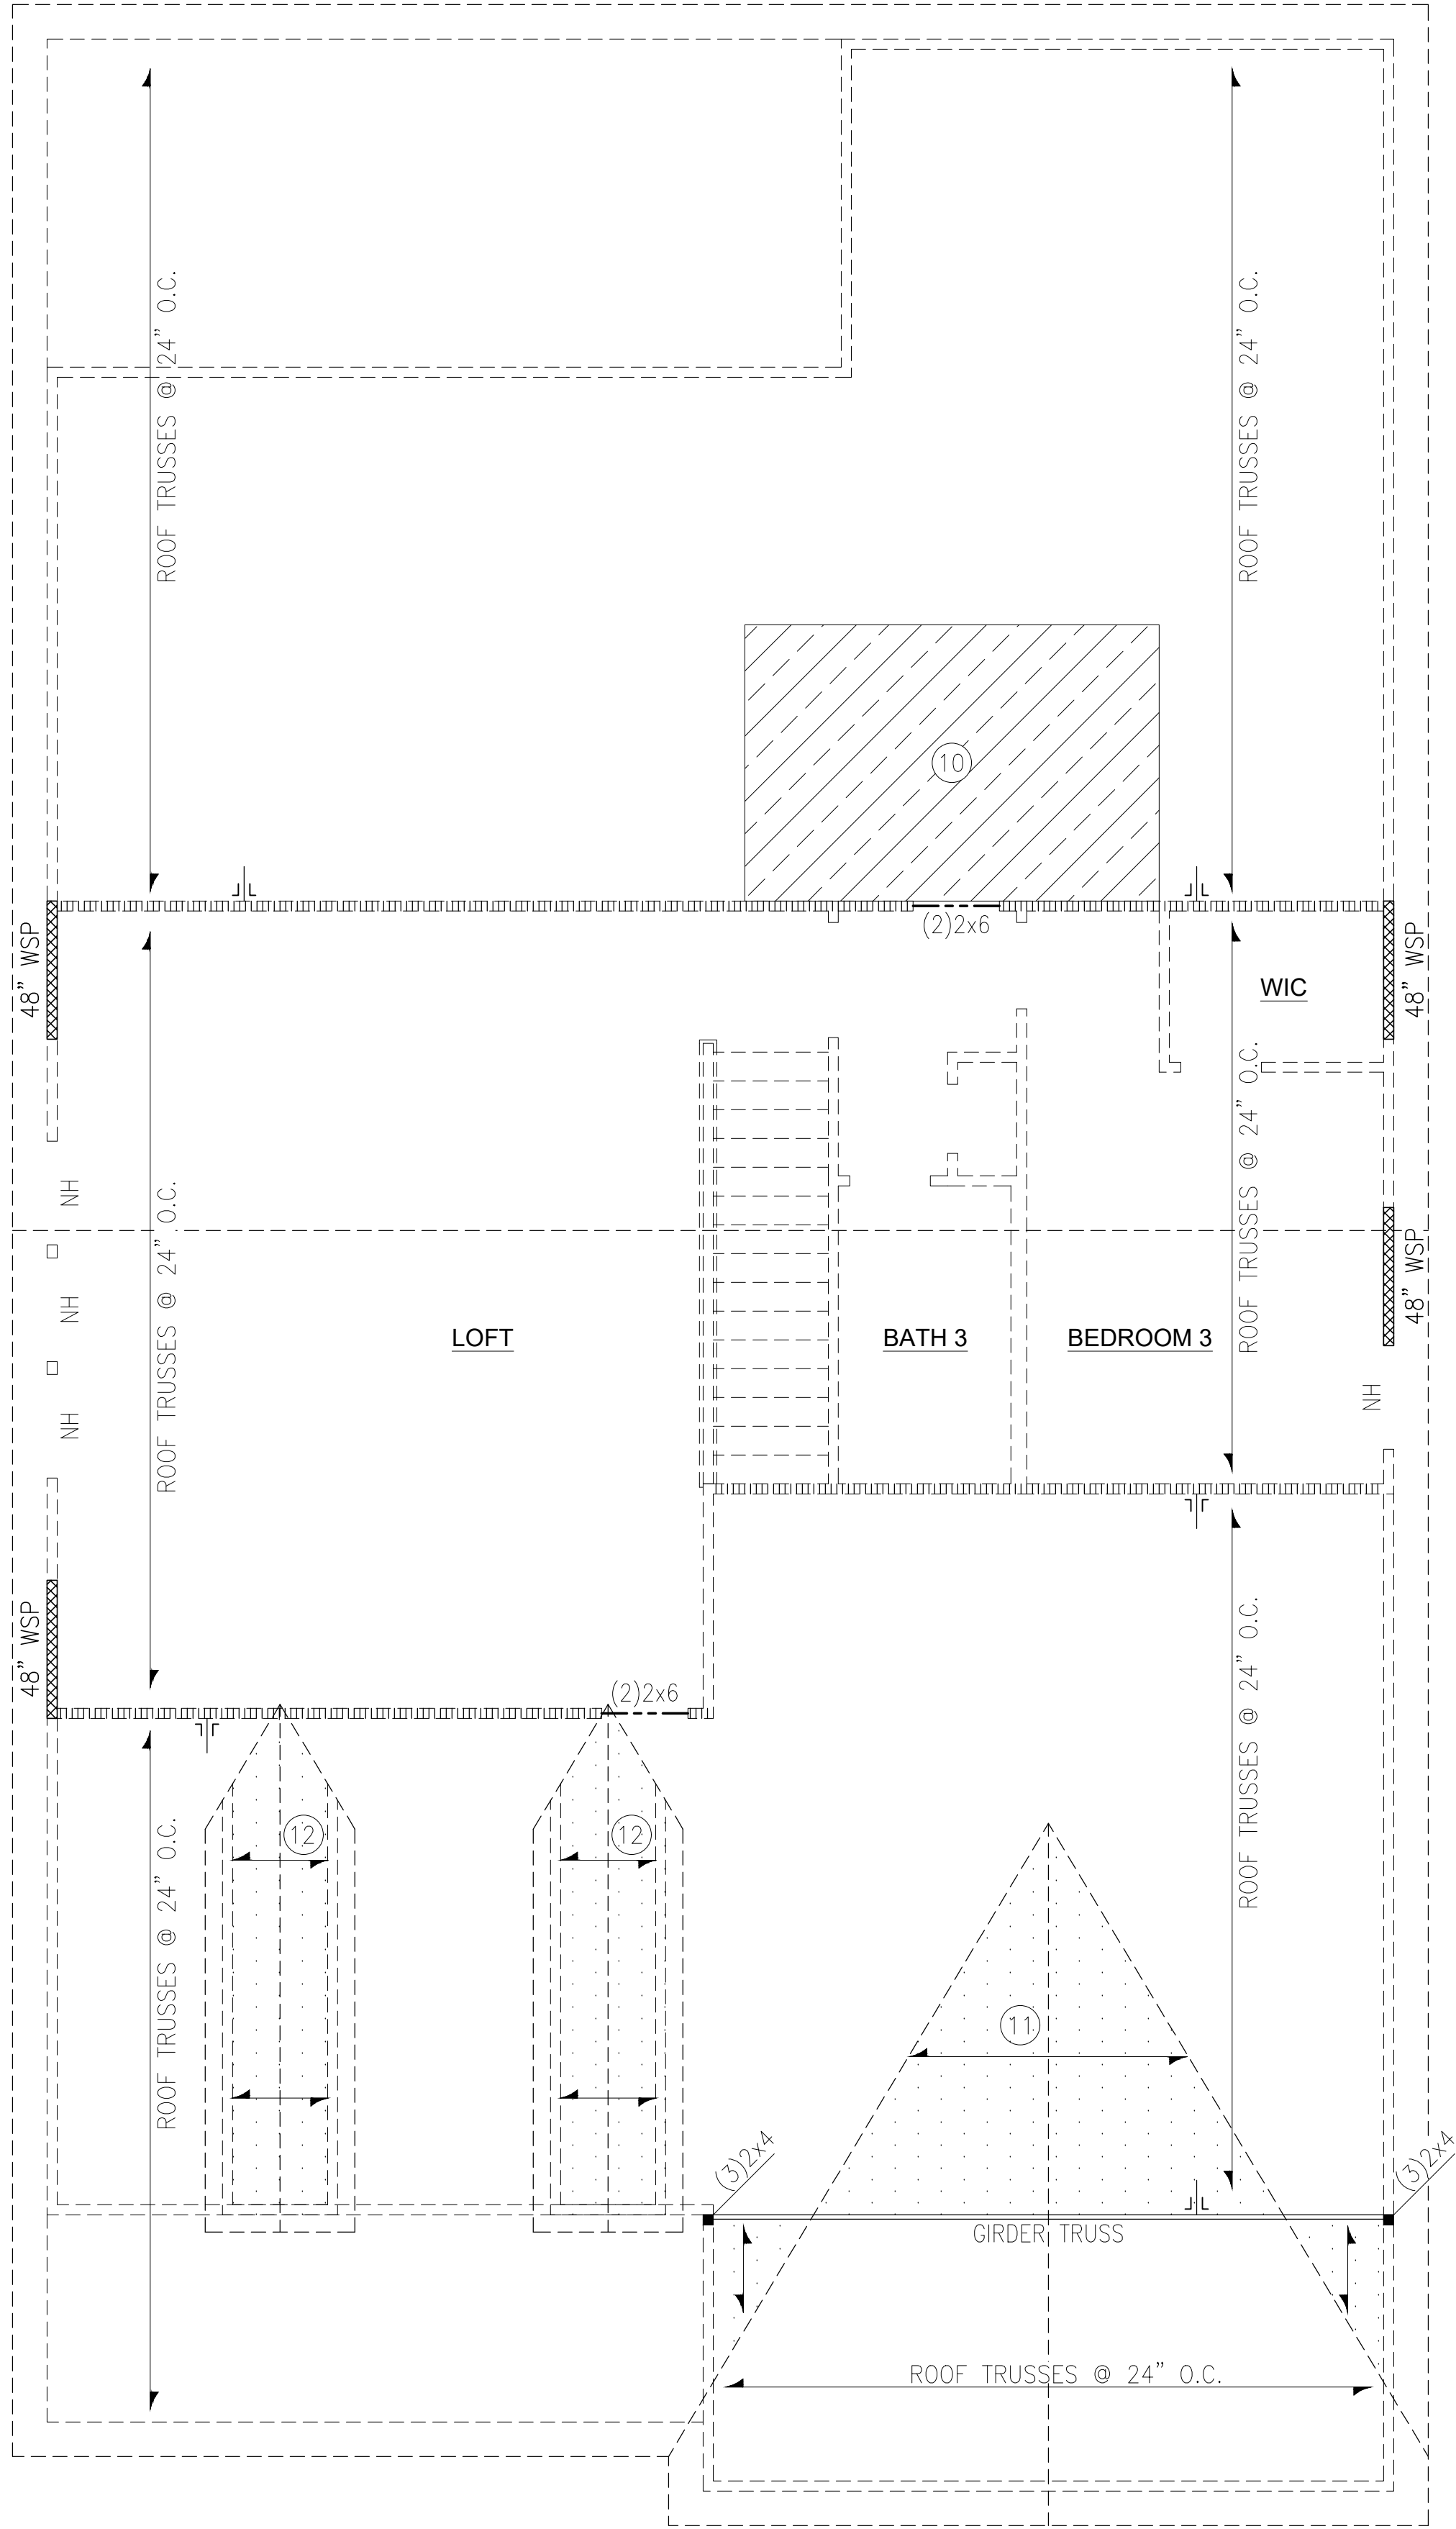 ROOF TRUSSES @ 24" O.C.
ROOF TRUSSES @ 24" O.C.
10
(2)2x6
48" WSP
48" WSP
WIC
ROOF TRUSSES @ 24" O.C.
ROOF TRUSSES @ 24" O.C.
NH
48" WSP
NH
LOFT
BATH 3
BEDROOM 3
NH
NH
48" WSP
(2)2x6
ROOF TRUSSES @ 24" O.C.
ROOF TRUSSES @ 24" O.C.
12
12
11
(3)2x4
(3)2x4
GIRDER TRUSS
ROOF TRUSSES @ 24" O.C.